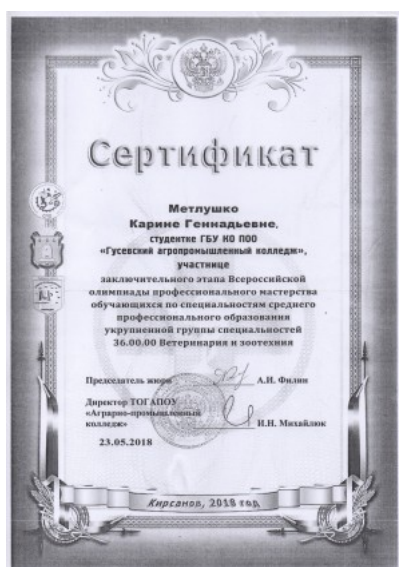 Сертификат
Метлушко
Карине Геннадьевне,
студентке ГБУ КО ПОО
«Гусевский агропромышленный колледж»,
участнице
заключительного этапа Всероссийской
олимпиады профессионального мастерства
обучающихся по специальностям среднего
профессионального образования
укрупненной группы специальностей
36.00.00 Ветеринария и зоотехния
Председатель жюри А.И. Филин
Директор ТОГАПОУ
«Аграрно-промышленный
колледж» И.Н. Михайлюк
23.05.2018
Кирсанов, 2018 год